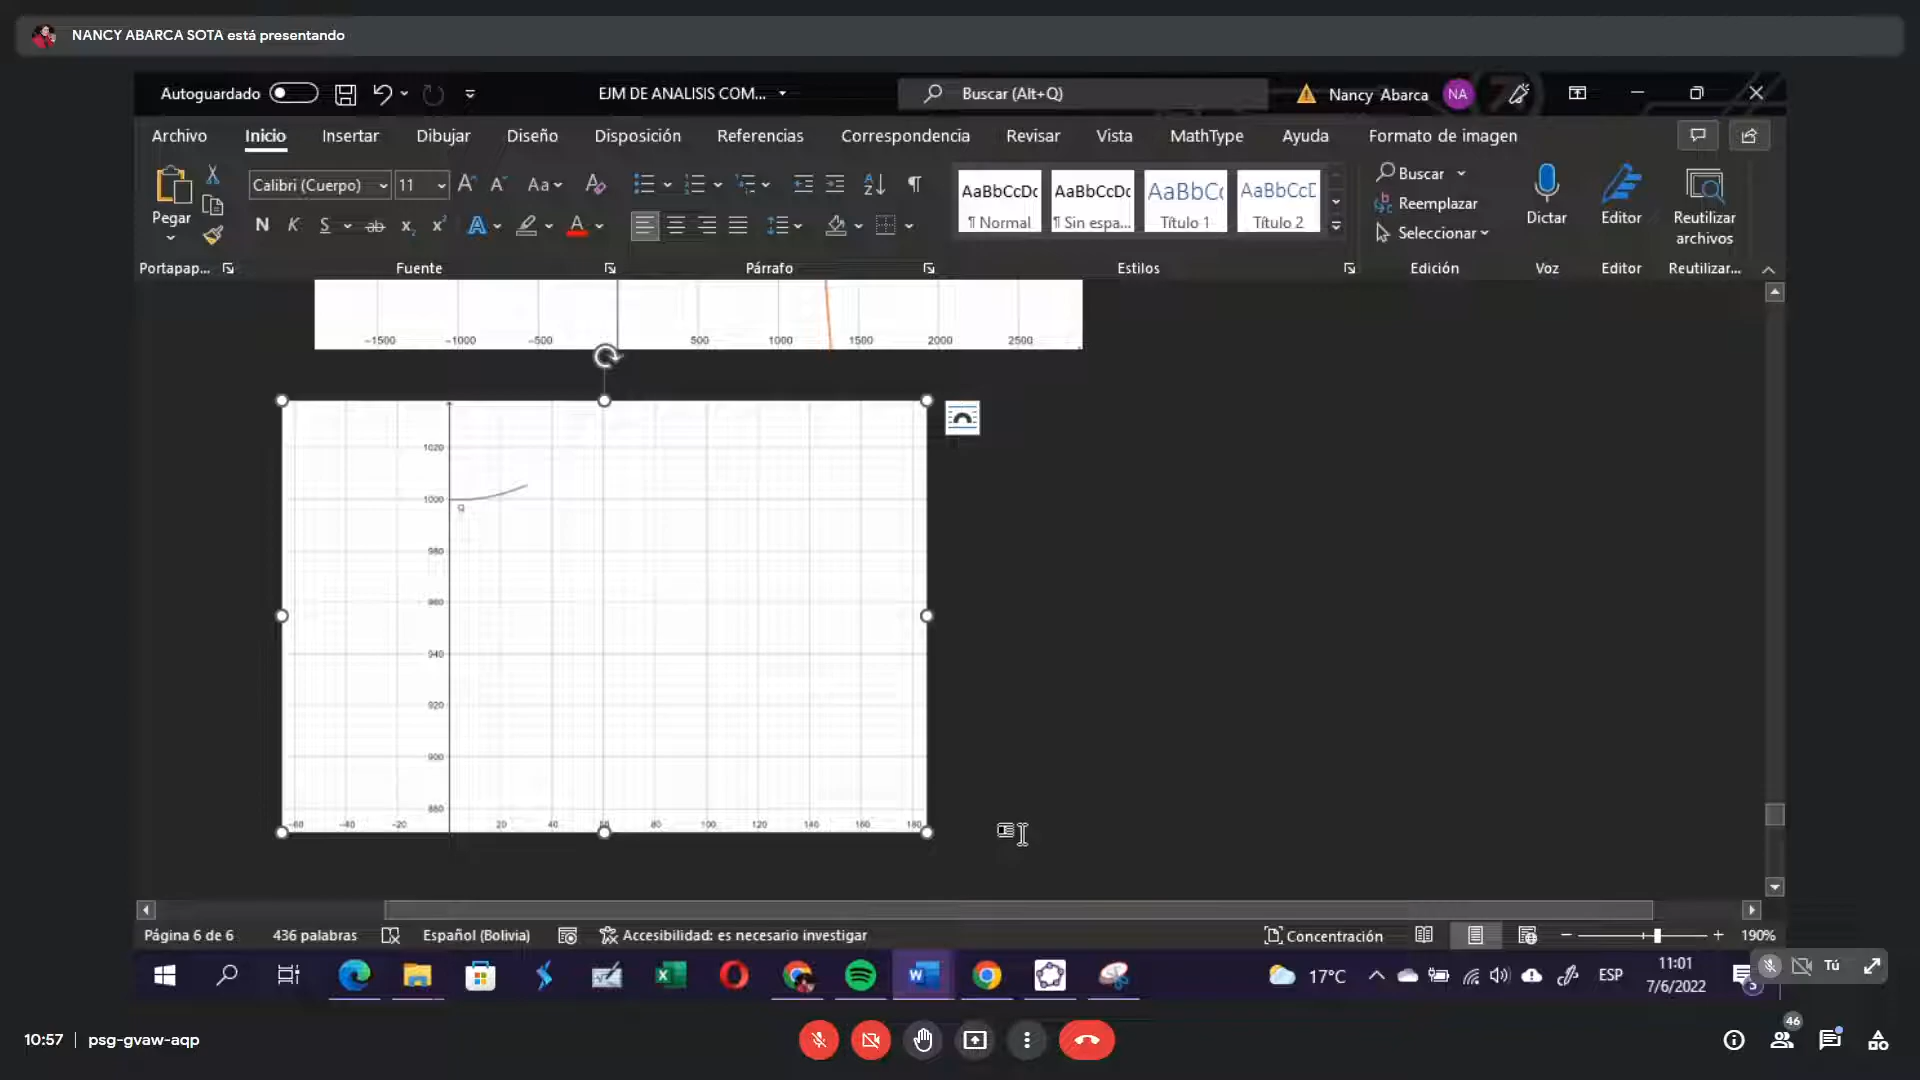 NANCY ABARCA SOTA está presentando
Autoguardado
EJM DE ANALISIS COM...
Buscar (Alt+Q)
Nancy Abarca
NA
Archivo Inicio Insertar Dibujar Diseño Disposición Referencias Correspondencia Revisar Vista MathType Ayuda Formato de imagen
Pegar
Calibri (Cuerpo) 11
Aa
N K S ab x₂ x² A A
AaBbCcDc AaBbCcDc AaBbC AaBbCcD
¶ Normal ¶ Sin espa... Título 1 Título 2
Buscar
Reemplazar
Seleccionar
Dictar
Editor
Reutilizar
archivos
Portapap... Fuente Párrafo Estilos Edición Voz Editor Reutilizar...
−1500 −1000 −500 500 1000 1500 2000 2500
1020
1000
g
980
960
940
920
900
880
−60 −40 −20 20 40 60 80 100 120 140 160 180
Página 6 de 6 436 palabras Español (Bolivia) Accesibilidad: es necesario investigar Concentración 190%
17°C ESP
11:01
7/6/2022
3
Tú
10:57 psg-gvaw-aqp
46